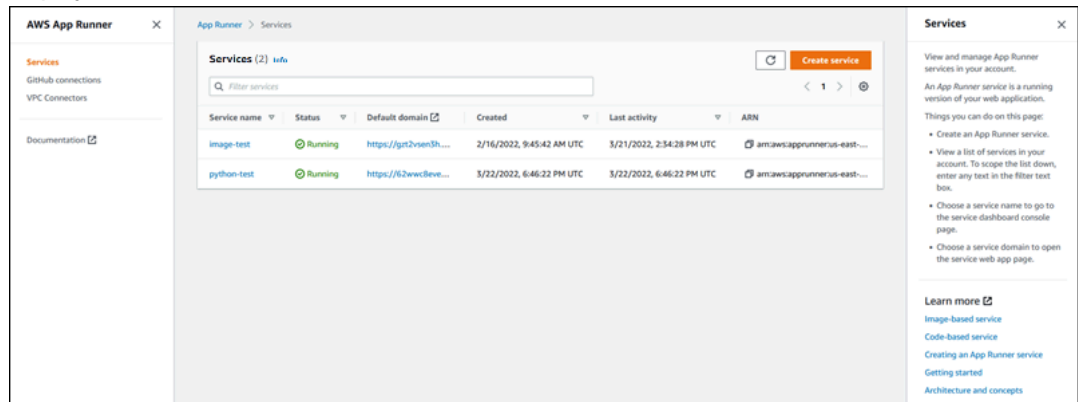 AWS App Runner
Services
GitHub connections
VPC Connectors
Documentation
App Runner > Services
Services (2) Info
Create service
Filter services
< 1 >
Service name Status Default domain Created Last activity ARN
image-test Running https://gzt2vsen3h.... 2/16/2022, 9:45:42 AM UTC 3/21/2022, 2:34:28 PM UTC arn:aws:apprunner:us-east-...
python-test Running https://62wwc8eve... 3/22/2022, 6:46:22 PM UTC 3/22/2022, 6:46:22 PM UTC arn:aws:apprunner:us-east-...
Services
View and manage App Runner
services in your account.
An App Runner service is a running
version of your web application.
Things you can do on this page:
• Create an App Runner service.
• View a list of services in your
account. To scope the list down,
enter any text in the filter text
box.
• Choose a service name to go to
the service dashboard console
page.
• Choose a service domain to open
the service web app page.
Learn more
Image-based service
Code-based service
Creating an App Runner service
Getting started
Architecture and concepts